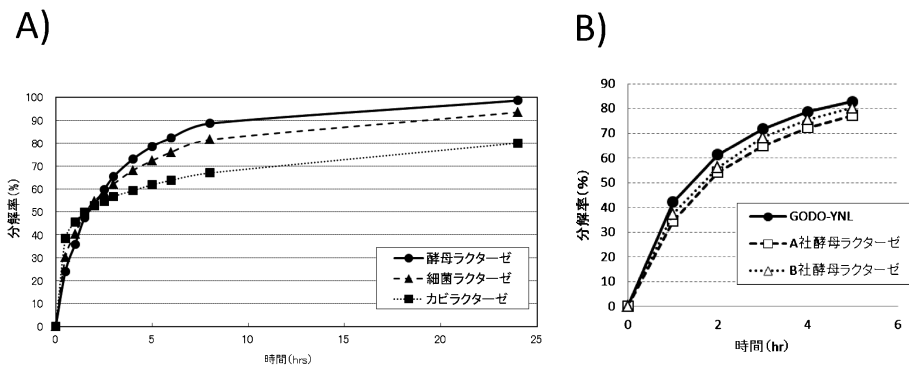 A)
100
90
80
70
60
50
40
30
20
10
0
分解率(%)
0 5 10 15 20 25
時間(hrs)
酵母ラクターゼ
細菌ラクターゼ
カビラクターゼ
B)
90
80
70
60
50
40
30
20
10
0
分解率(%)
0 2 4 6
時間(hr)
GODO-YNL
A社酵母ラクターゼ
B社酵母ラクターゼ